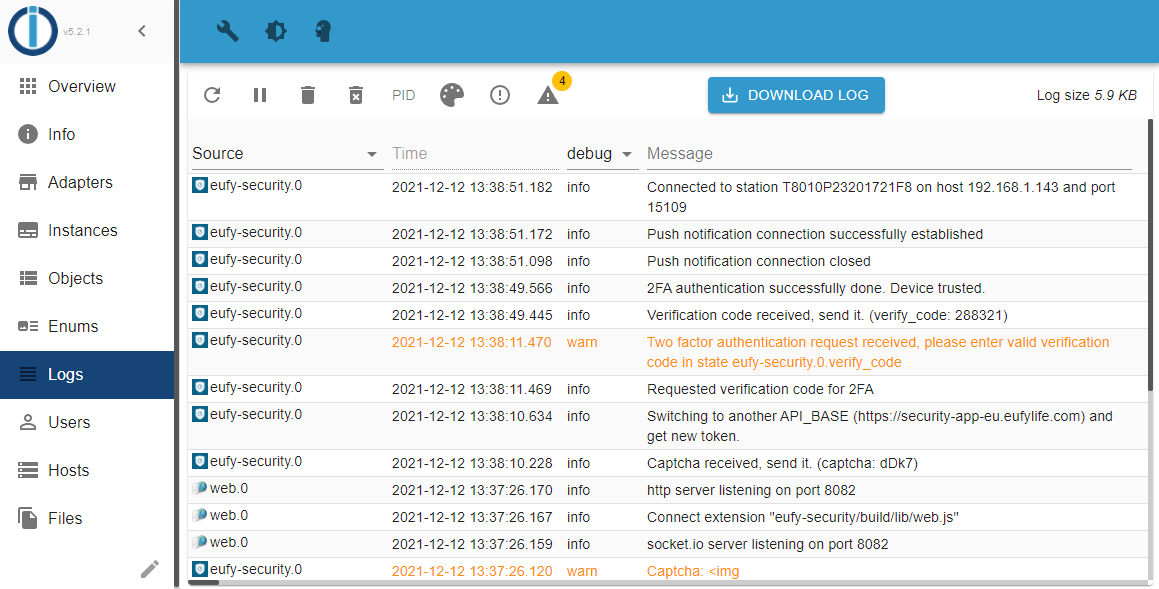 v5.2.1
Overview
Info
Adapters
Instances
Objects
Enums
Logs
Users
Hosts
Files
PID
4
DOWNLOAD LOG
Log size 5.9 KB
Source Time debug Message
eufy-security.0 2021-12-12 13:38:51.182 info Connected to station T8010P23201721F8 on host 192.168.1.143 and port
15109
eufy-security.0 2021-12-12 13:38:51.172 info Push notification connection successfully established
eufy-security.0 2021-12-12 13:38:51.098 info Push notification connection closed
eufy-security.0 2021-12-12 13:38:49.566 info 2FA authentication successfully done. Device trusted.
eufy-security.0 2021-12-12 13:38:49.445 info Verification code received, send it. (verify_code: 288321)
eufy-security.0 2021-12-12 13:38:11.470 warn Two factor authentication request received, please enter valid verification
code in state eufy-security.0.verify_code
eufy-security.0 2021-12-12 13:38:11.469 info Requested verification code for 2FA
eufy-security.0 2021-12-12 13:38:10.634 info Switching to another API_BASE (https://security-app-eu.eufylife.com) and
get new token.
eufy-security.0 2021-12-12 13:38:10.228 info Captcha received, send it. (captcha: dDk7)
web.0 2021-12-12 13:37:26.170 info http server listening on port 8082
web.0 2021-12-12 13:37:26.167 info Connect extension "eufy-security/build/lib/web.js"
web.0 2021-12-12 13:37:26.159 info socket.io server listening on port 8082
eufy-security.0 2021-12-12 13:37:26.120 warn Captcha: <img